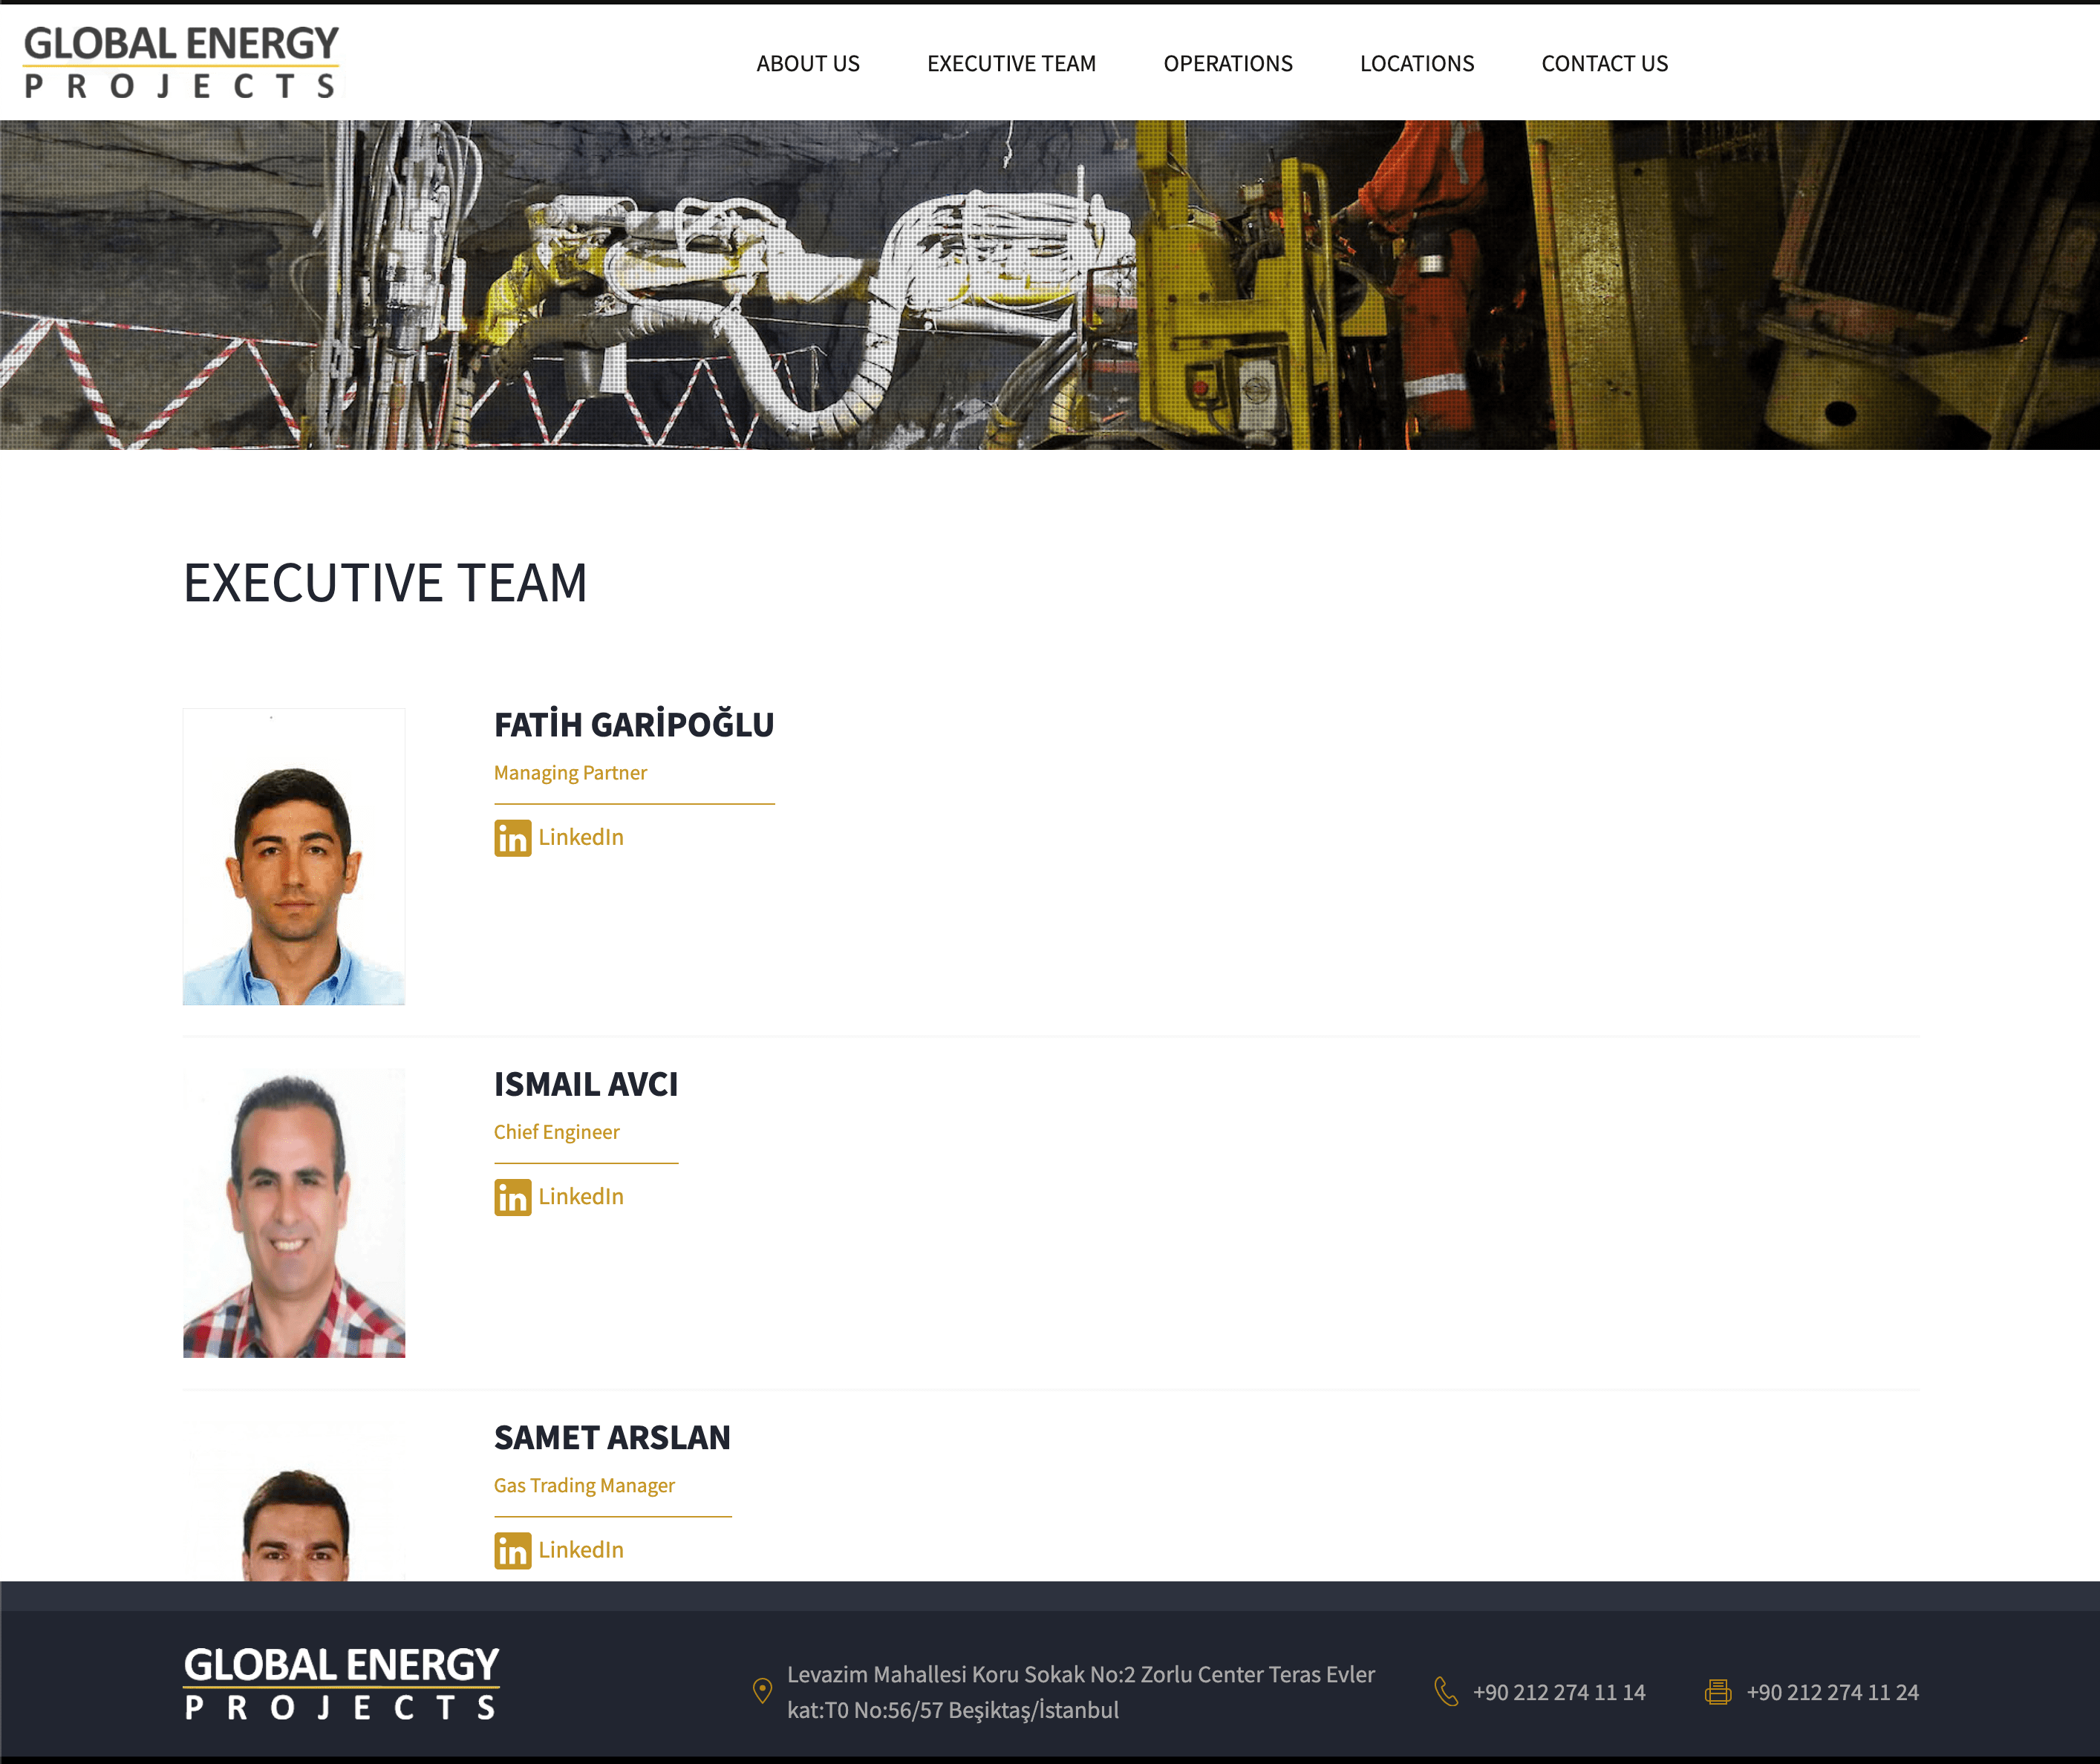 GLOBAL ENERGY
PROJECTS
ABOUT US
EXECUTIVE TEAM
OPERATIONS
LOCATIONS
CONTACT US
EXECUTIVE TEAM
FATİH GARİPOĞLU
Managing Partner
in LinkedIn
ISMAIL AVCI
Chief Engineer
in LinkedIn
SAMET ARSLAN
Gas Trading Manager
in LinkedIn
GLOBAL ENERGY
PROJECTS
Levazim Mahallesi Koru Sokak No:2 Zorlu Center Teras Evler
kat:T0 No:56/57 Beşiktaş/İstanbul
+90 212 274 11 14
+90 212 274 11 24